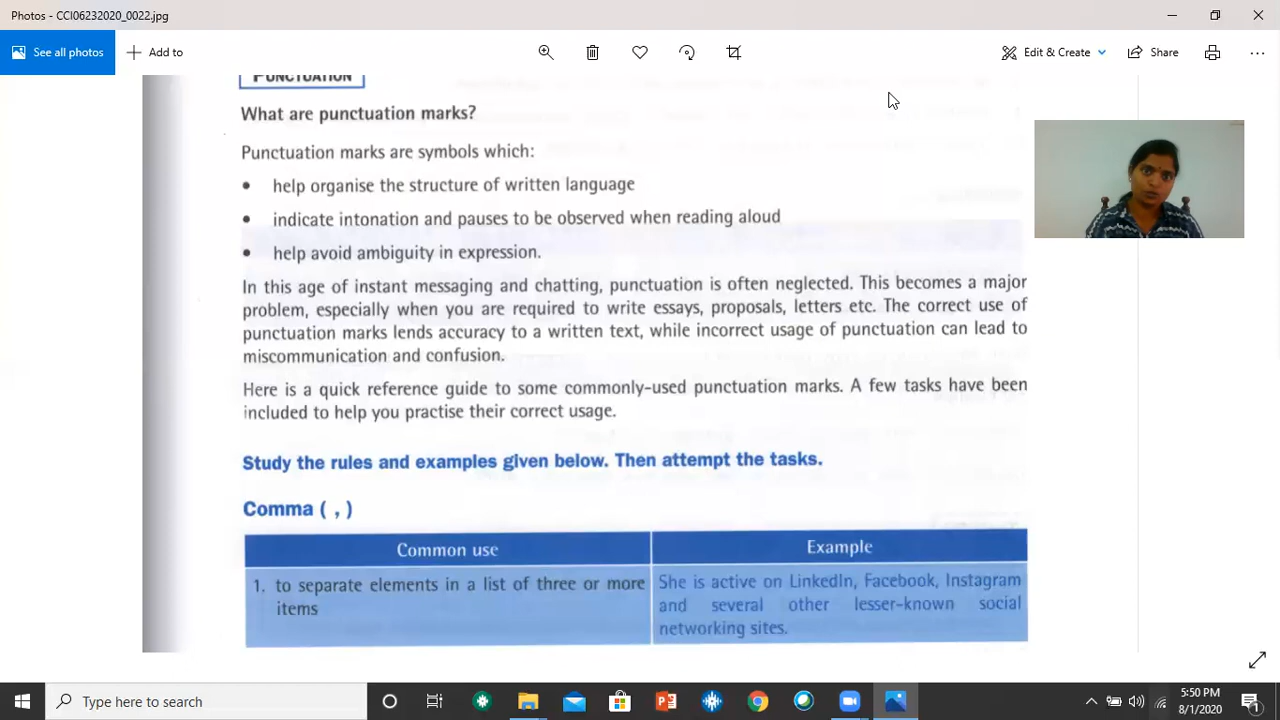 Photos - CCI06232020_0022.jpg
See all photos
Add to
Edit & Create
Share
PUNCTUATION
What are punctuation marks?
Punctuation marks are symbols which:
• help organise the structure of written language
• indicate intonation and pauses to be observed when reading aloud
• help avoid ambiguity in expression.
In this age of instant messaging and chatting, punctuation is often neglected. This becomes a major
problem, especially when you are required to write essays, proposals, letters etc. The correct use of
punctuation marks lends accuracy to a written text, while incorrect usage of punctuation can lead to
miscommunication and confusion.
Here is a quick reference guide to some commonly-used punctuation marks. A few tasks have been
included to help you practise their correct usage.
Study the rules and examples given below. Then attempt the tasks.
Comma ( , )
Common use
Example
1. to separate elements in a list of three or more
items
She is active on LinkedIn, Facebook, Instagram
and several other lesser-known social
networking sites.
Type here to search
5:50 PM
8/1/2020